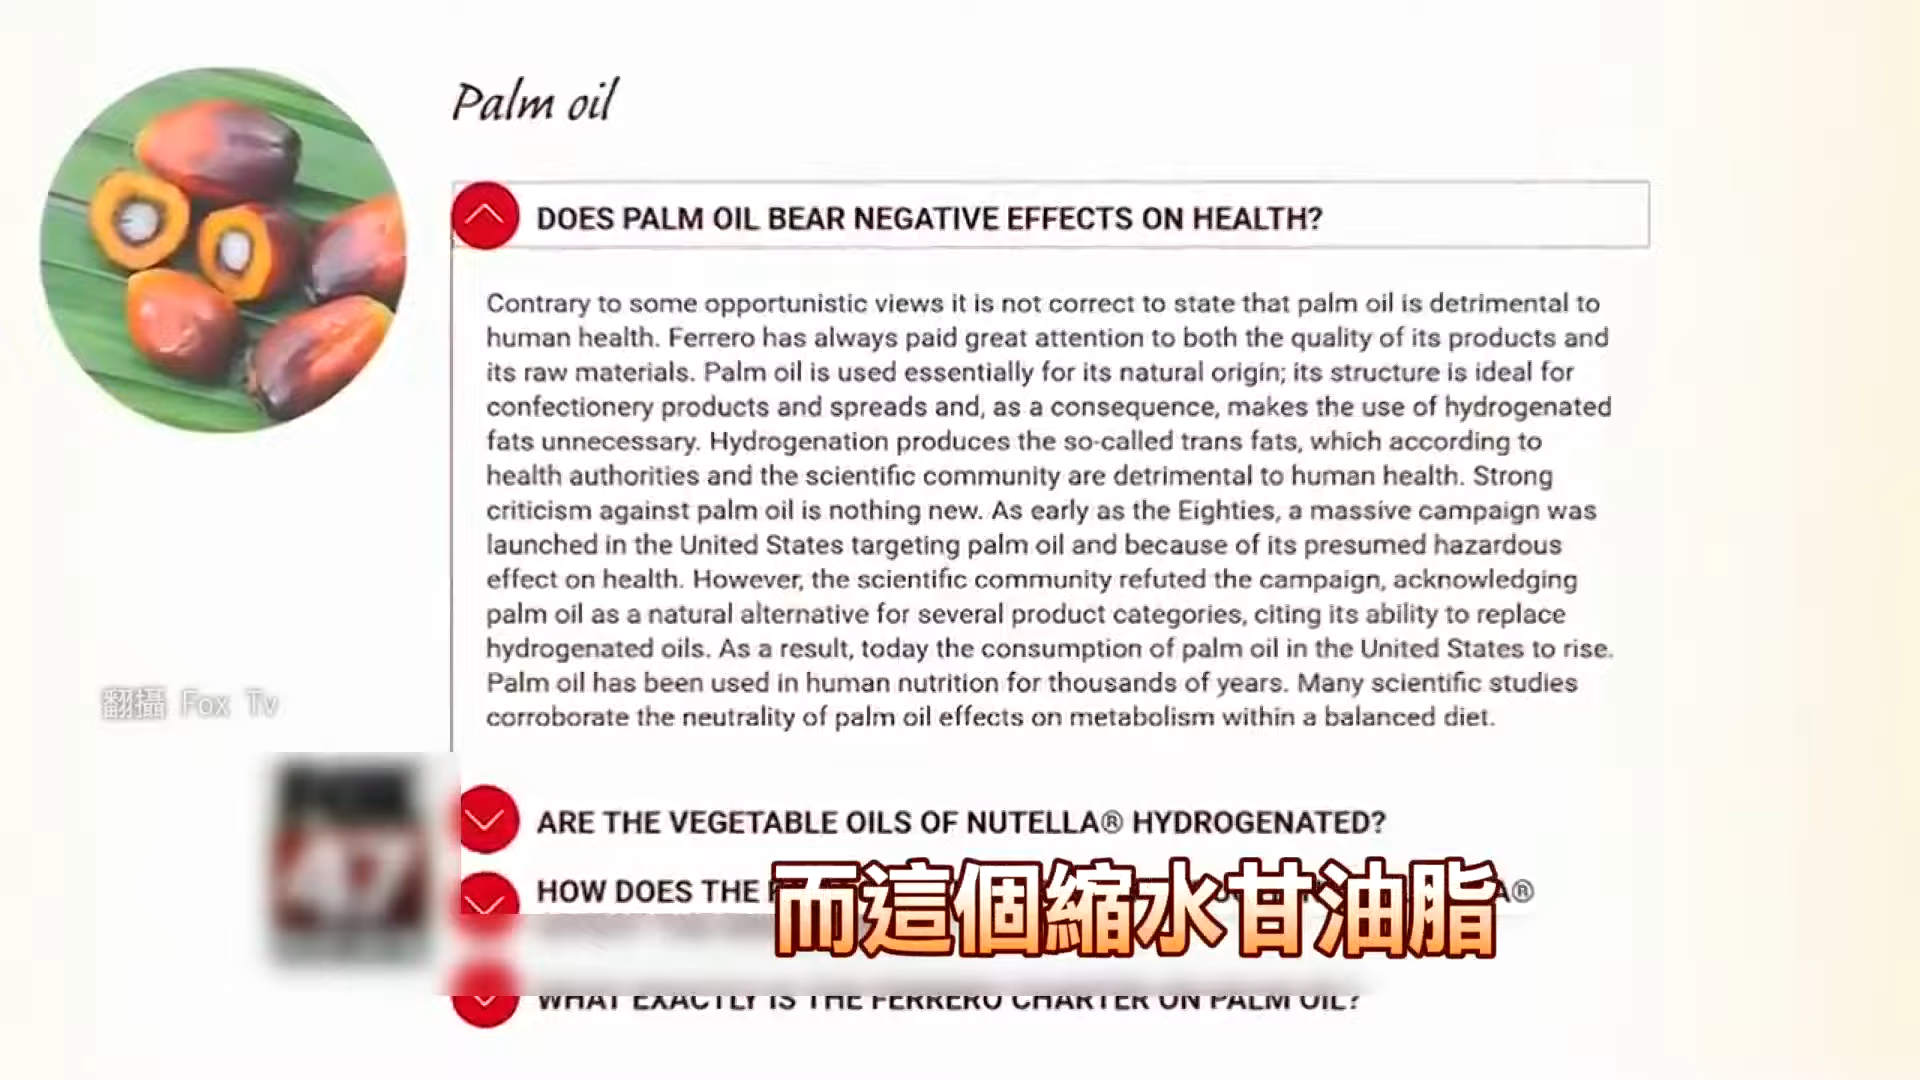 Palm oil
DOES PALM OIL BEAR NEGATIVE EFFECTS ON HEALTH?
Contrary to some opportunistic views it is not correct to state that palm oil is detrimental to
human health. Ferrero has always paid great attention to both the quality of its products and
its raw materials. Palm oil is used essentially for its natural origin; its structure is ideal for
confectionery products and spreads and, as a consequence, makes the use of hydrogenated
fats unnecessary. Hydrogenation produces the so-called trans fats, which according to
health authorities and the scientific community are detrimental to human health. Strong
criticism against palm oil is nothing new. As early as the Eighties, a massive campaign was
launched in the United States targeting palm oil and because of its presumed hazardous
effect on health. However, the scientific community refuted the campaign, acknowledging
palm oil as a natural alternative for several product categories, citing its ability to replace
hydrogenated oils. As a result, today the consumption of palm oil in the United States to rise.
Palm oil has been used in human nutrition for thousands of years. Many scientific studies
corroborate the neutrality of palm oil effects on metabolism within a balanced diet.
翻攝 Fox Tv
ARE THE VEGETABLE OILS OF NUTELLA® HYDROGENATED?
HOW DOES THE
而這個縮水甘油脂
WHAT EXACTLY IS THE FERRERO CHARTER ON PALM OIL?